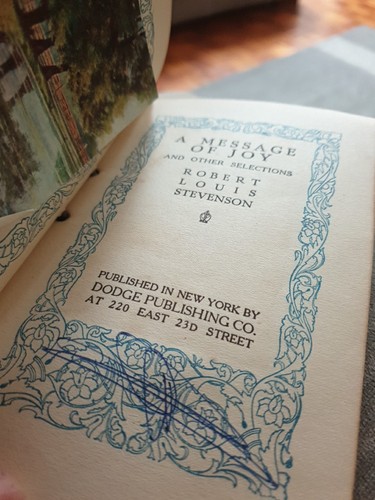 A MESSAGE
OF JOY
AND OTHER SELECTIONS
ROBERT
LOUIS
STEVENSON
PUBLISHED IN NEW YORK BY
DODGE PUBLISHING CO.
AT 220 EAST 23D STREET